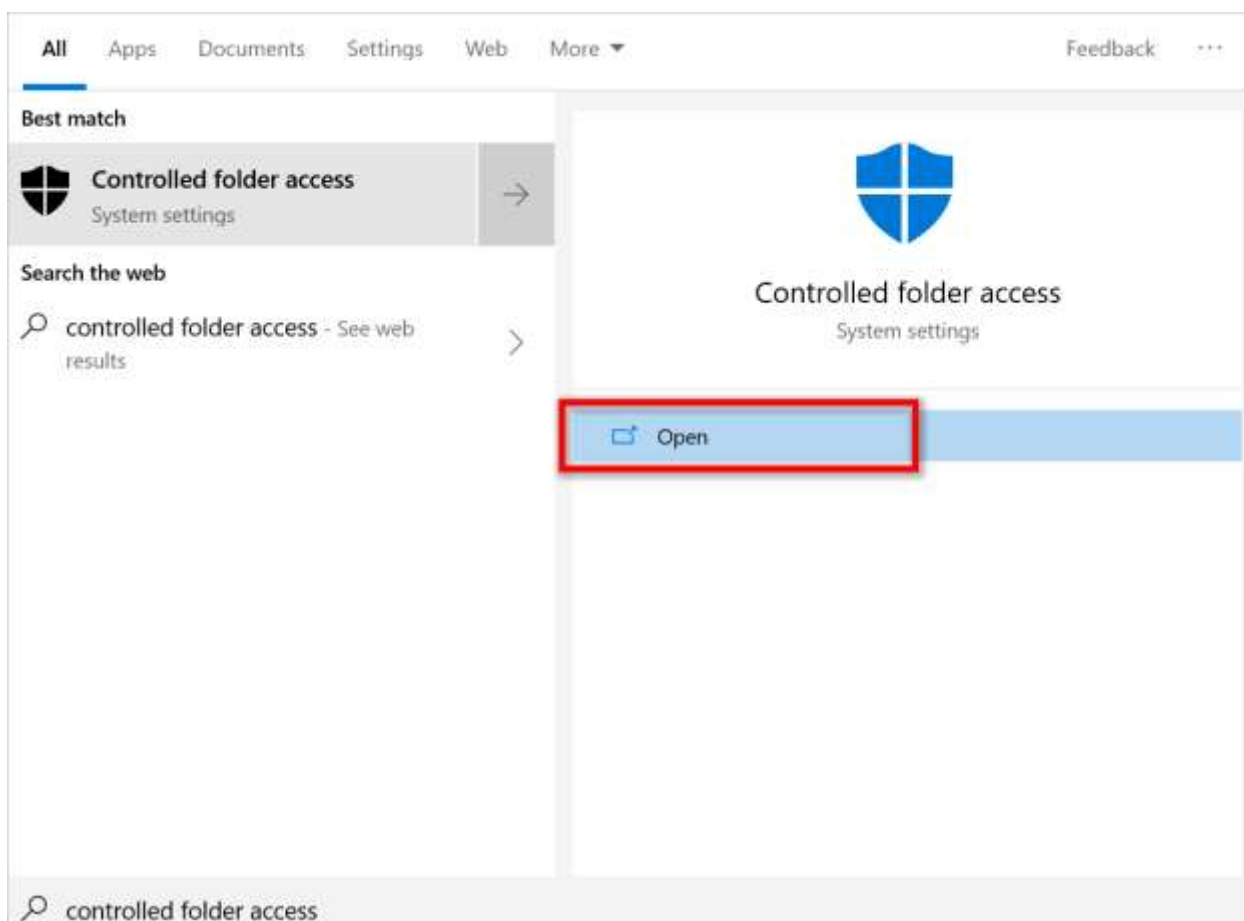 All Apps Documents Settings Web More Feedback ...
Best match
Controlled folder access
System settings
Search the web
controlled folder access - See web
results
Controlled folder access
System settings
Open
controlled folder access